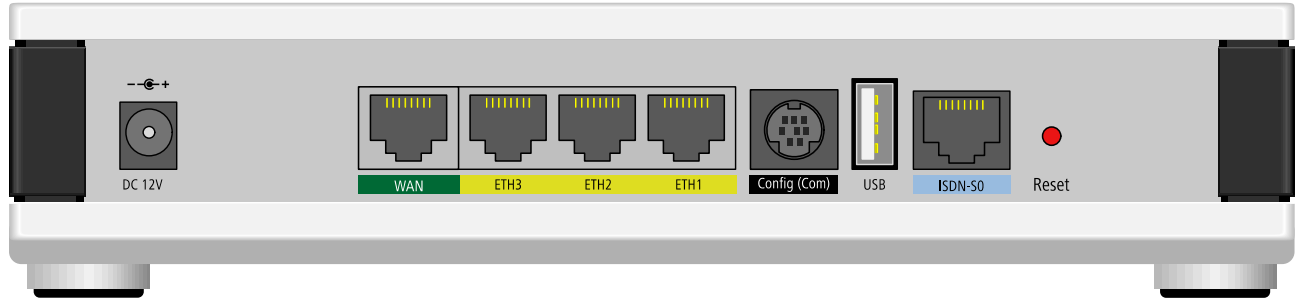 DC 12V
WAN
ETH3
ETH2
ETH1
Config (Com)
USB
ISDN-S0
Reset